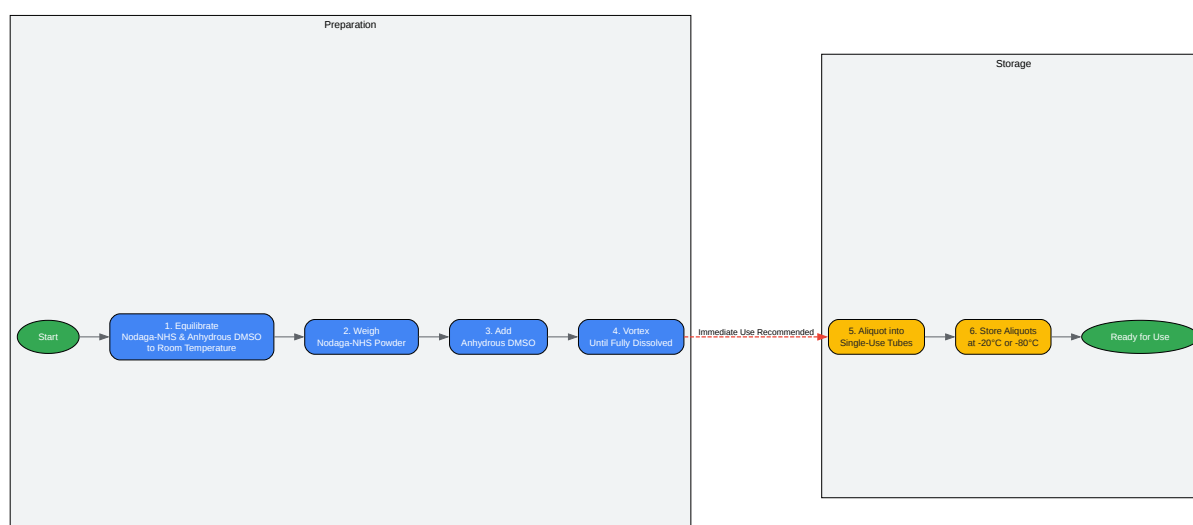 Preparation
Storage
Start
1. Equilibrate
Nodaga-NHS & Anhydrous DMSO
to Room Temperature
2. Weigh
Nodaga-NHS Powder
3. Add
Anhydrous DMSO
4. Vortex
Until Fully Dissolved
Immediate Use Recommended
5. Aliquot into
Single-Use Tubes
6. Store Aliquots
at -20°C or -80°C
Ready for Use